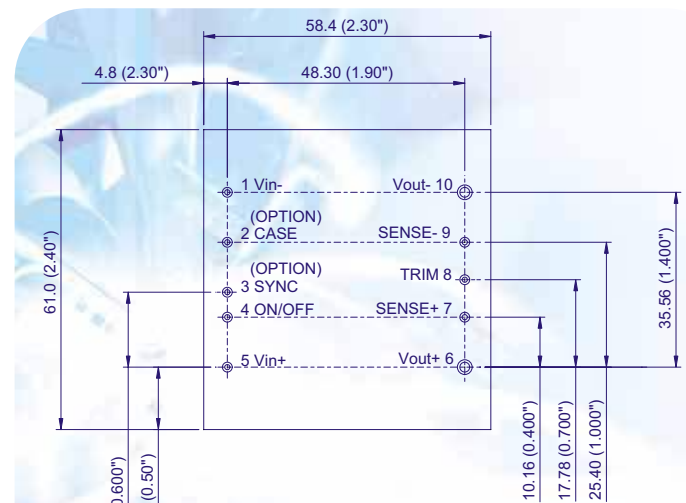 58.4 (2.30")
4.8 (2.30")
48.30 (1.90")
1 Vin-
Vout- 10
(OPTION)
2 CASE
SENSE- 9
(OPTION)
TRIM 8
3 SYNC
4 ON/OFF
SENSE+ 7
5 Vin+
Vout+ 6
61.0 (2.40")
35.56 (1.400")
0.600")
(0.50")
10.16 (0.400")
17.78 (0.700")
25.40 (1.000")